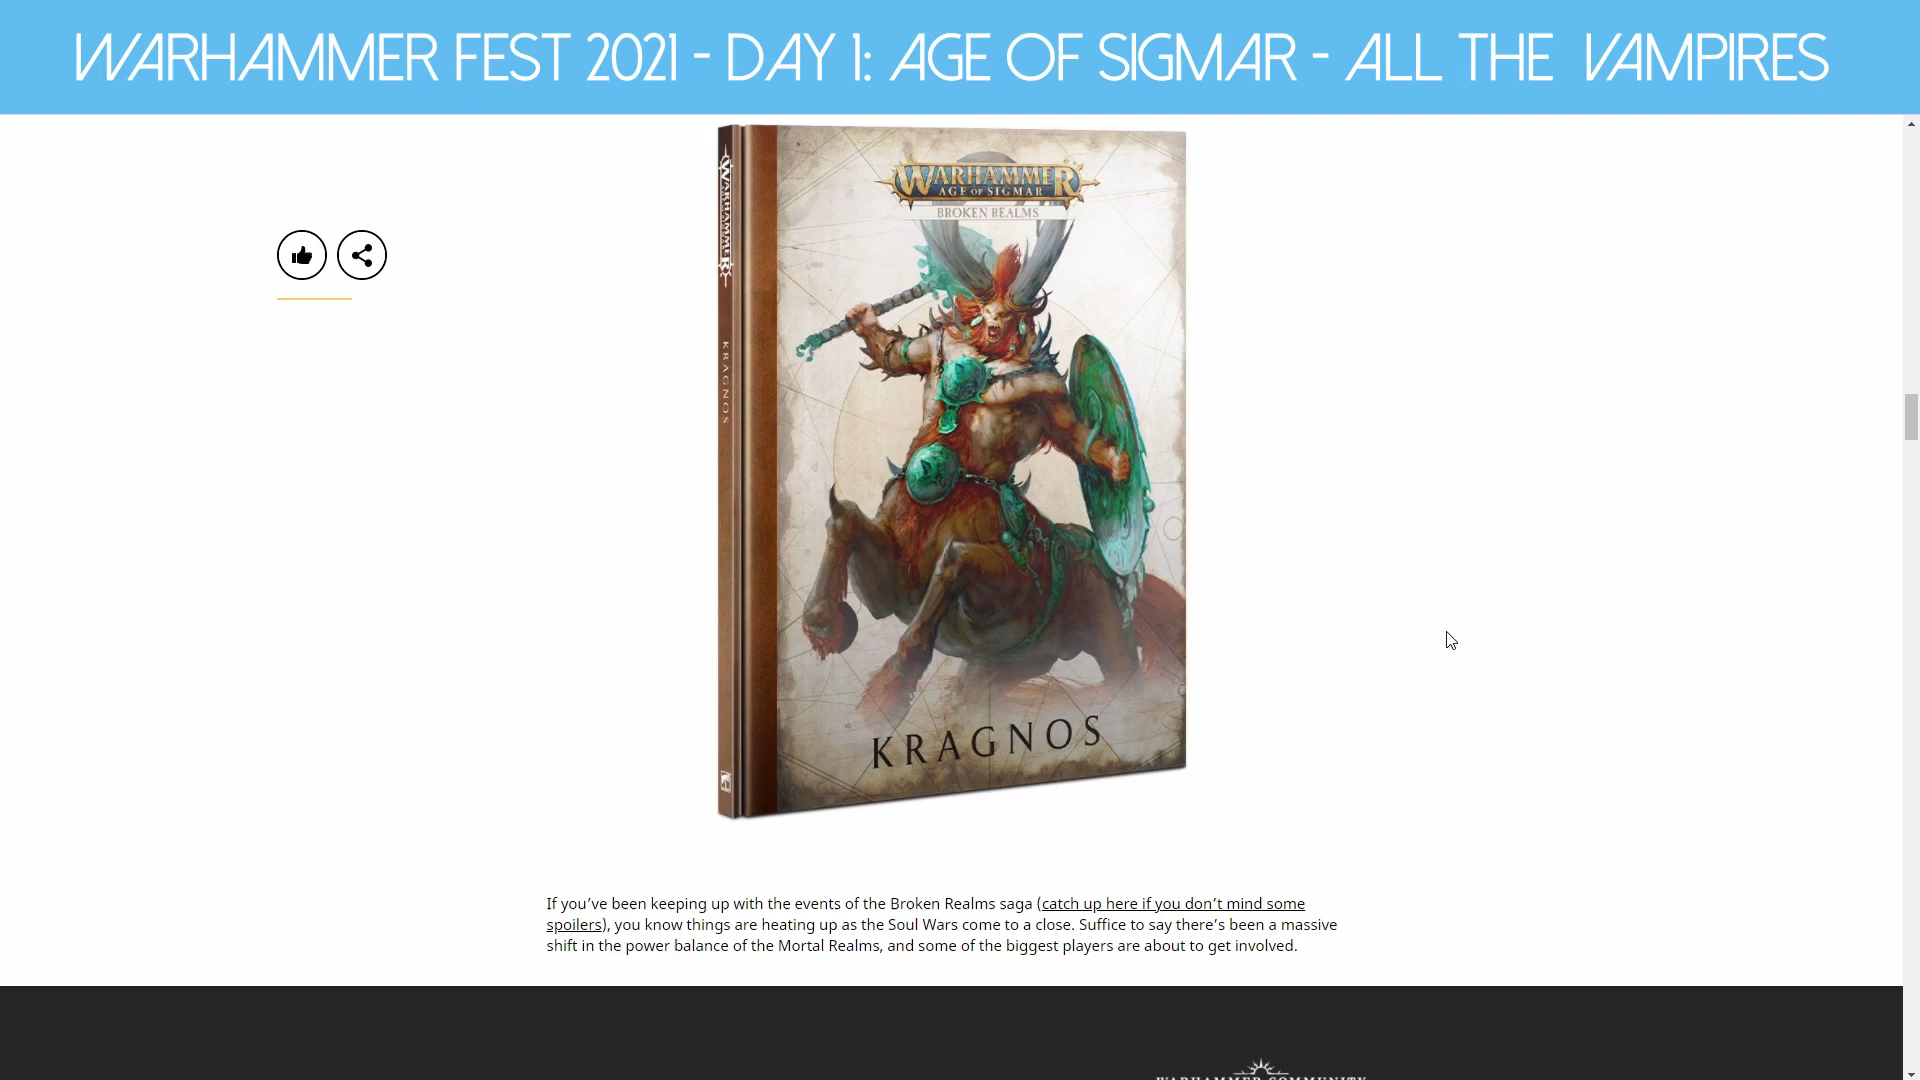 WARHAMMER FEST 2021 - DAY 1: AGE OF SIGMAR - ALL THE VAMPIRES
WARHAMMER
AGE OF SIGMAR
BROKEN REALMS
WARHAMMER
KRAGNOS
KRAGNOS
If you’ve been keeping up with the events of the Broken Realms saga (catch up here if you don’t mind some
spoilers), you know things are heating up as the Soul Wars come to a close. Suffice to say there’s been a massive
shift in the power balance of the Mortal Realms, and some of the biggest players are about to get involved.
WARHAMMER COMMUNITY